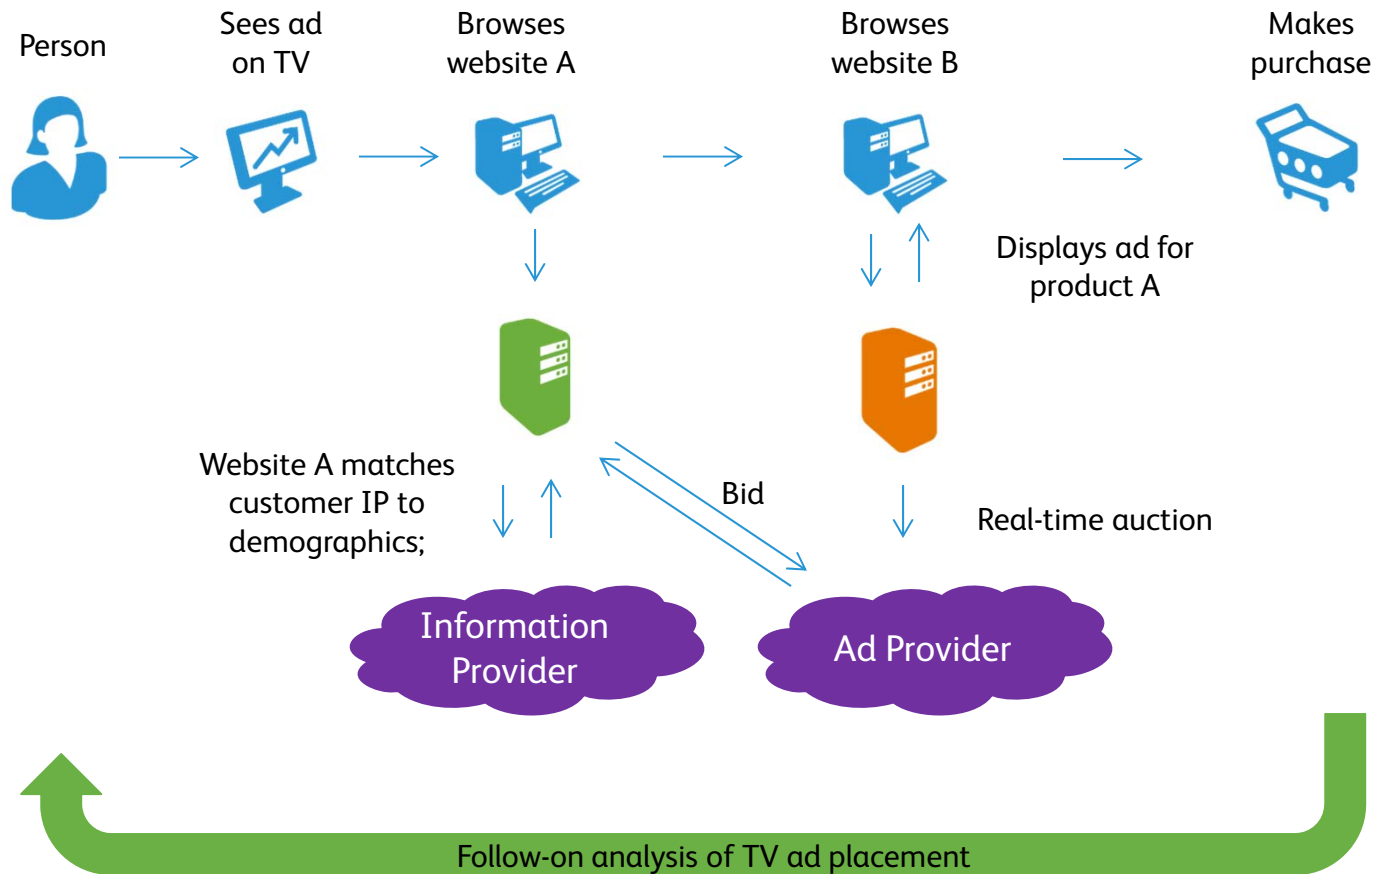 Person
Sees ad
on TV
Browses
website A
Browses
website B
Makes
purchase
Displays ad for
product A
Website A matches
customer IP to
demographics;
Bid
Real-time auction
Information
Provider
Ad Provider
Follow-on analysis of TV ad placement